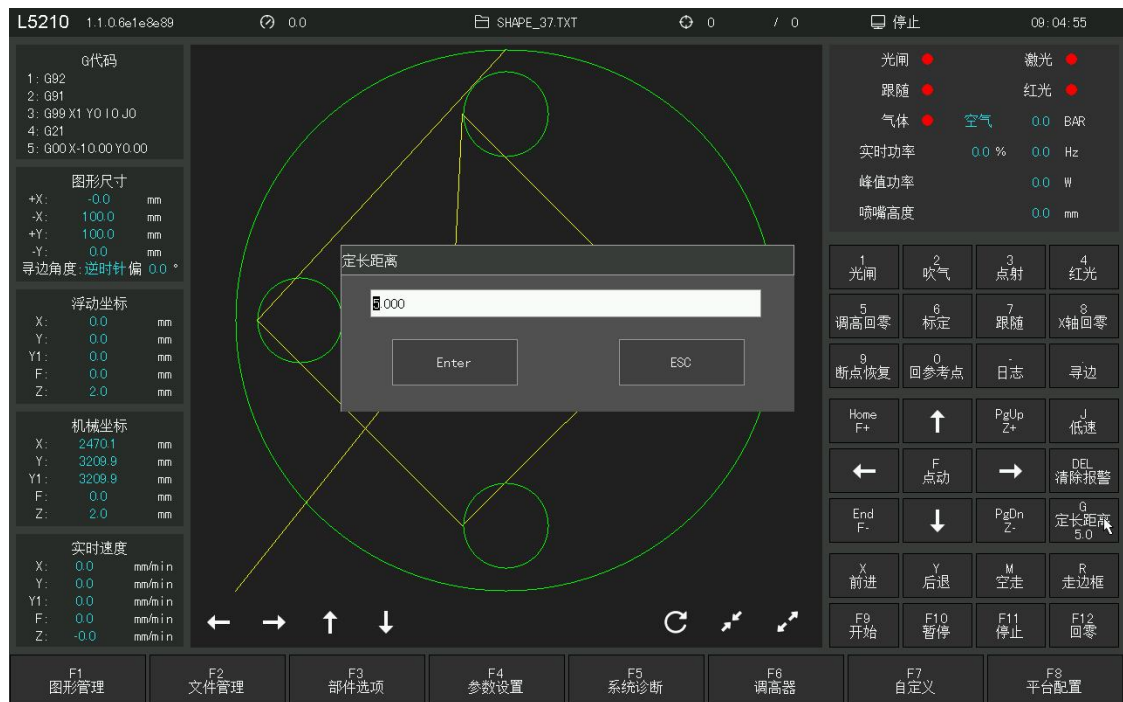 L5210 1.1.0.6e1e8e89 0.0 SHAPE_37.TXT 0 / 0 停止 09:04:55
G代码
1: G92
2: G91
3: G99 X1 Y0 I0 J0
4: G21
5: G00 X-10.00 Y0.00
图形尺寸
+X: -0.0 mm
-X: 100.0 mm
+Y: 100.0 mm
-Y: 0.0 mm
寻边角度:逆时针偏 0.0 °
浮动坐标
X: 0.0 mm
Y: 0.0 mm
Y1: 0.0 mm
F: 0.0 mm
Z: 2.0 mm
机械坐标
X: 2470.1 mm
Y: 3209.9 mm
Y1: 3209.9 mm
F: 0.0 mm
Z: 2.0 mm
实时速度
X: 0.0 mm/min
Y: 0.0 mm/min
Y1: 0.0 mm/min
F: 0.0 mm/min
Z: -0.0 mm/min
定长距离
5.000
Enter ESC
光闸 激光
跟随 红光
气体 空气 0.0 BAR
实时功率 0.0 % 0.0 Hz
峰值功率 0.0 W
喷嘴高度 0.0 mm
1 2 3 4
光闸 吹气 点射 红光
5 6 7 8
调高回零 标定 跟随 X轴回零
9 0 - .
断点恢复 回参考点 日志 寻边
Home PgUp J
F+ Z+ 低速
F DEL
点动 清除报警
End PgDn G
F- Z- 定长距离
5.0
X Y M R
前进 后退 空走 走边框
F9 F10 F11 F12
开始 暂停 停止 回零
F1 F2 F3 F4 F5 F6 F7 F8
图形管理 文件管理 部件选项 参数设置 系统诊断 调高器 自定义 平台配置